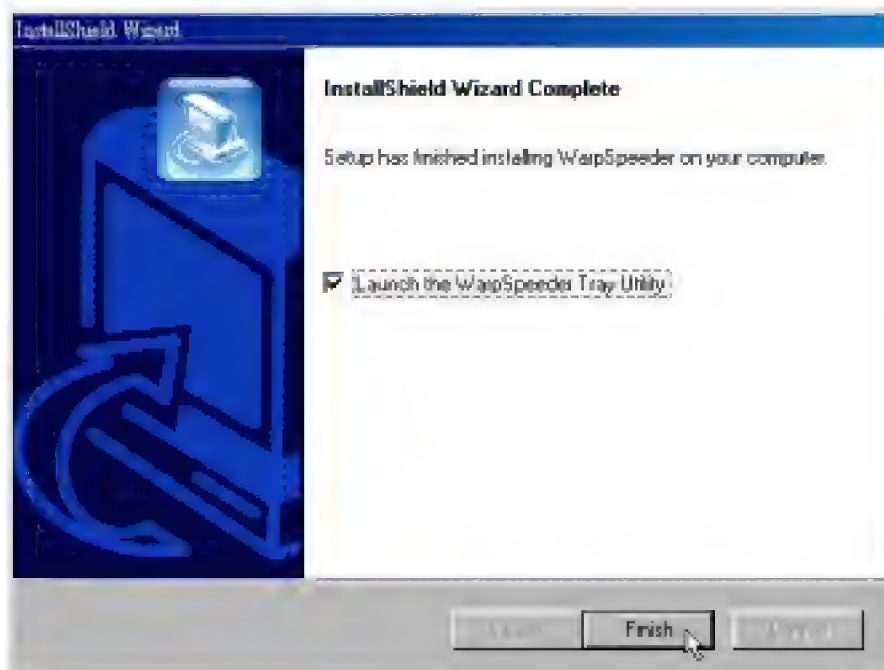 InstallShield Wizard
InstallShield Wizard Complete
Setup has finished installing WarpSpeeder on your computer.
Launch the WarpSpeeder Tray Utility
Finish